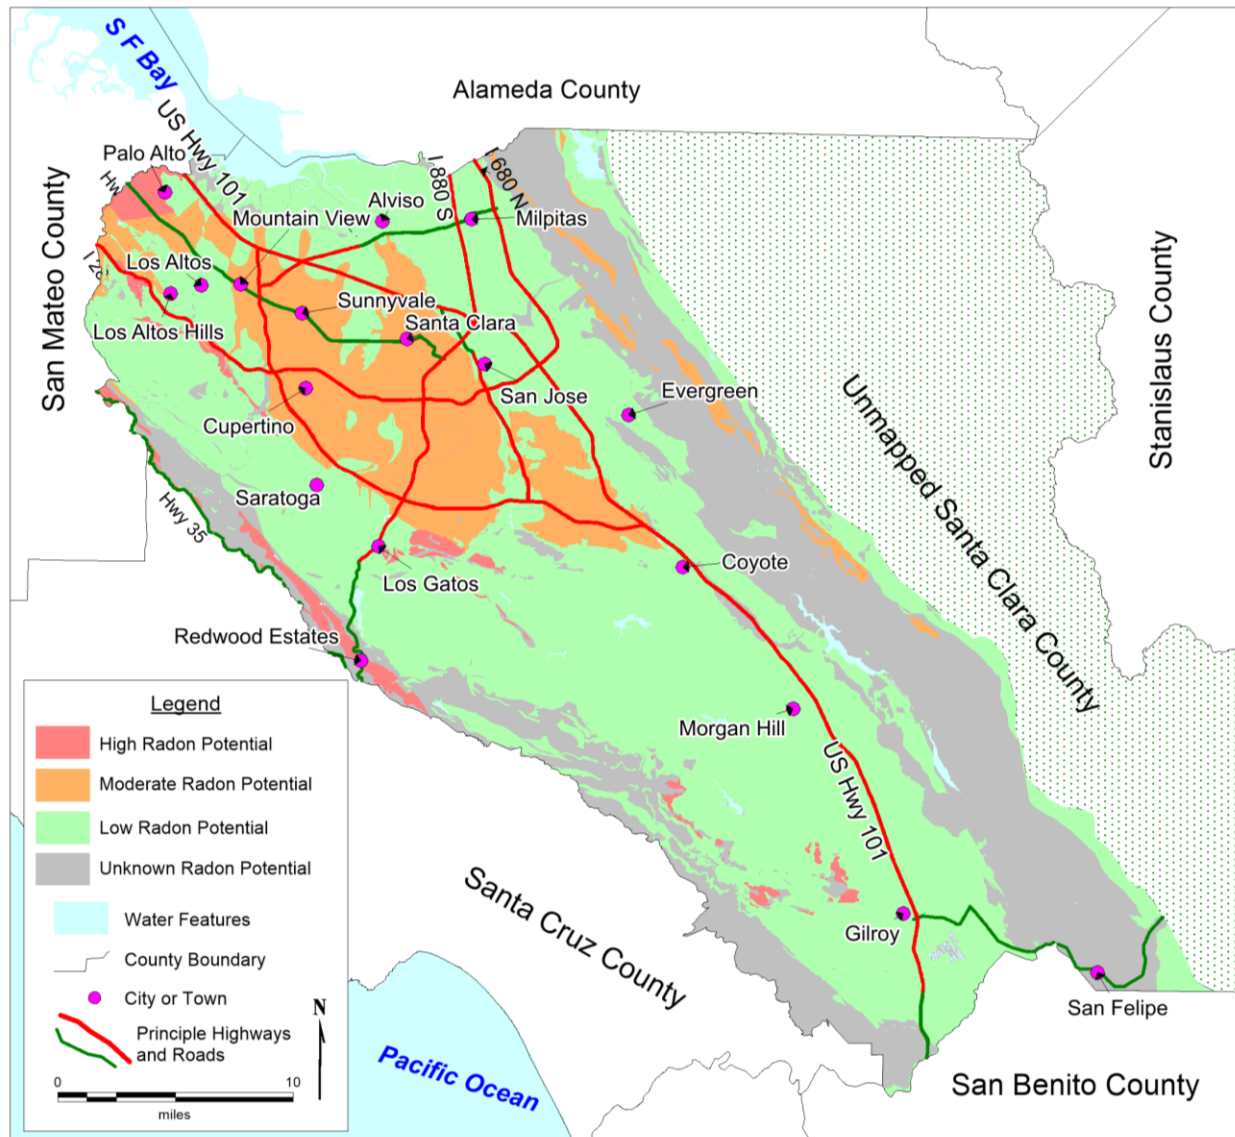 S F Bay
Alameda County
US Hwy 101
Palo Alto
Hw
I 880 S
I 680 N
San Mateo County
Mountain View
Alviso
Milpitas
I 28
Los Altos
Los Altos Hills
Sunnyvale
Santa Clara
San Jose
Evergreen
Cupertino
Saratoga
Hwy 35
Los Gatos
Coyote
Redwood Estates
Morgan Hill
US Hwy 101
Gilroy
San Felipe
Unmapped Santa Clara County
Stanislaus County
Santa Cruz County
San Benito County
Pacific Ocean
Legend
High Radon Potential
Moderate Radon Potential
Low Radon Potential
Unknown Radon Potential
Water Features
County Boundary
City or Town
Principle Highways
and Roads
N
0 10
miles